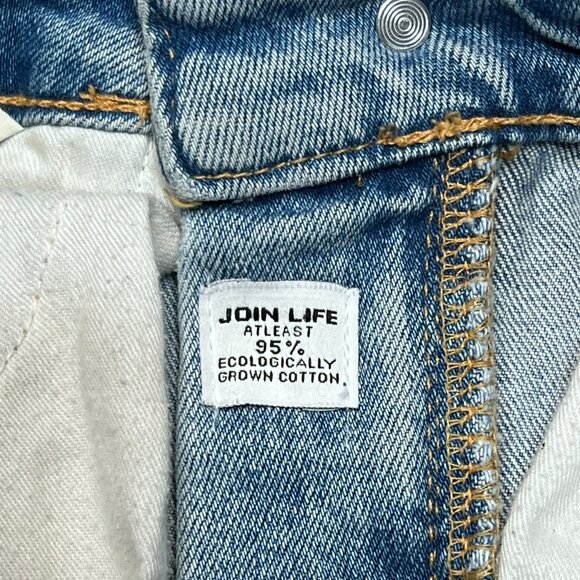 JOIN LIFE
ATLEAST
95%
ECOLOGICALLY
GROWN COTTON.